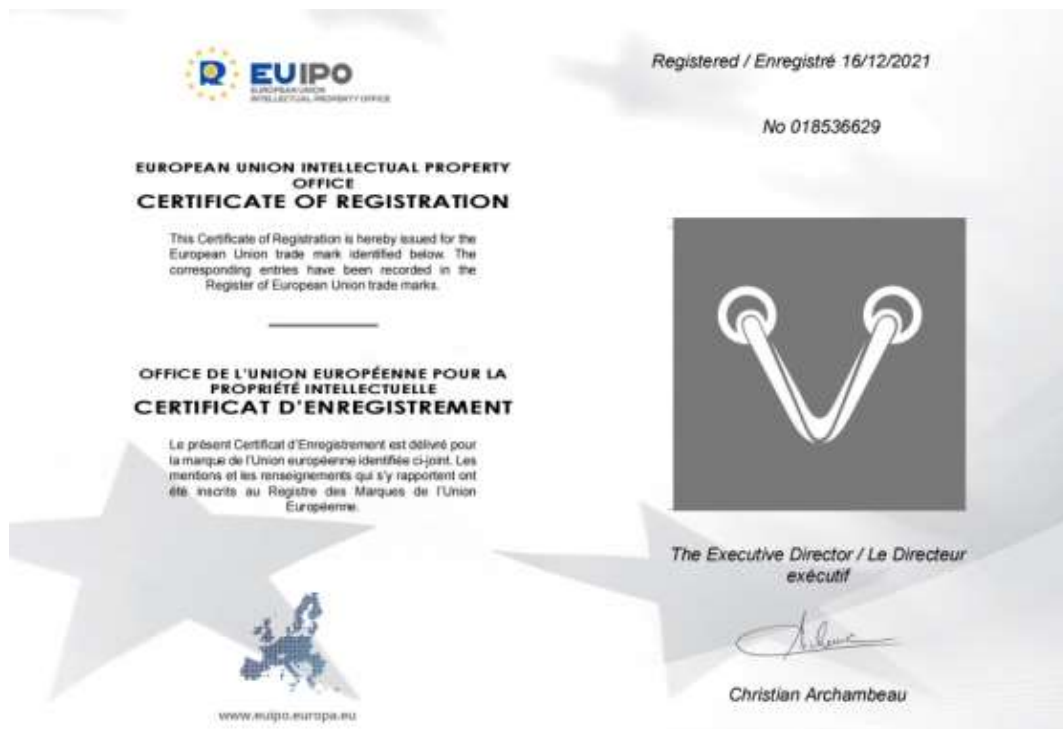 EUIPO
EUROPEAN UNION
INTELLECTUAL PROPERTY OFFICE
EUROPEAN UNION INTELLECTUAL PROPERTY
OFFICE
CERTIFICATE OF REGISTRATION
This Certificate of Registration is hereby issued for the
European Union trade mark identified below. The
corresponding entries have been recorded in the
Register of European Union trade marks.
OFFICE DE L'UNION EUROPÉENNE POUR LA
PROPRIÉTÉ INTELLECTUELLE
CERTIFICAT D'ENREGISTREMENT
Le présent Certificat d'Enregistrement est délivré pour
la marque de l'Union européenne identifiée ci-joint. Les
mentions et les renseignements qui s'y rapportent ont
été inscrits au Registre des Marques de l'Union
Européenne.
www.euipo.europa.eu
Registered / Enregistré 16/12/2021
No 018536629
The Executive Director / Le Directeur
exécutif
Christian Archambeau